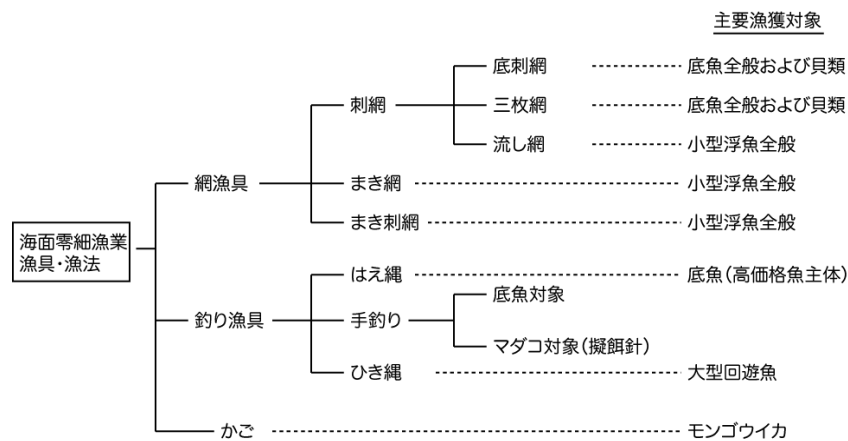 主要漁獲対象
底刺網 底魚全般および貝類
刺網 三枚網 底魚全般および貝類
流し網 小型浮魚全般
網漁具 まき網 小型浮魚全般
まき刺網 小型浮魚全般
海面零細漁業
漁具・漁法
はえ縄 底魚(高価格魚主体)
底魚対象
釣り漁具 手釣り
マダコ対象(擬餌針)
ひき縄 大型回遊魚
かご モンゴウイカ